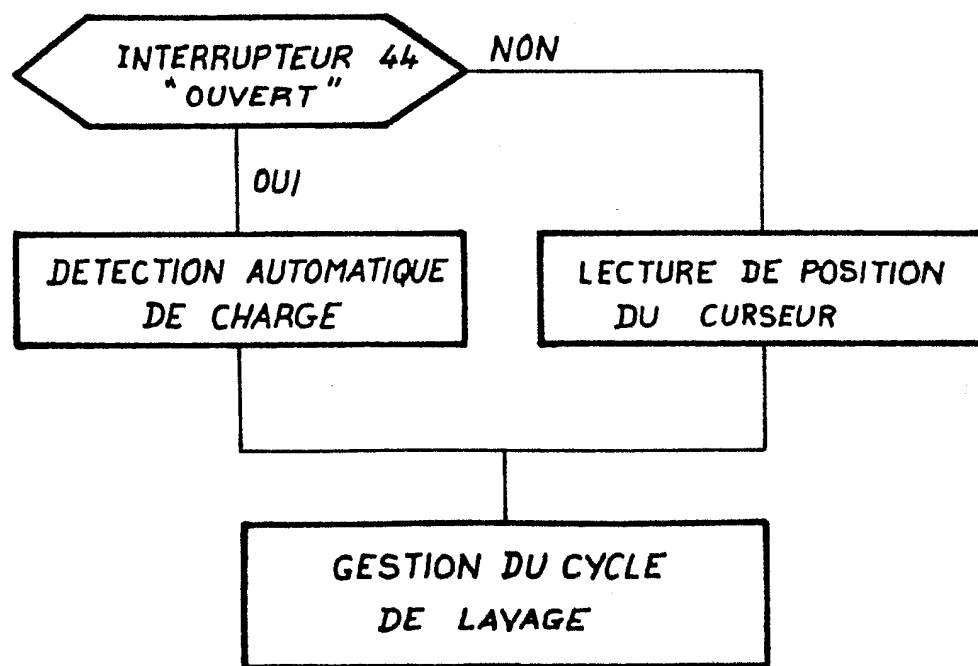 INTERRUPTEUR 44
"OUVERT"
NON
OUI
DETECTION AUTOMATIQUE
DE CHARGE
LECTURE DE POSITION
DU CURSEUR
GESTION DU CYCLE
DE LAVAGE